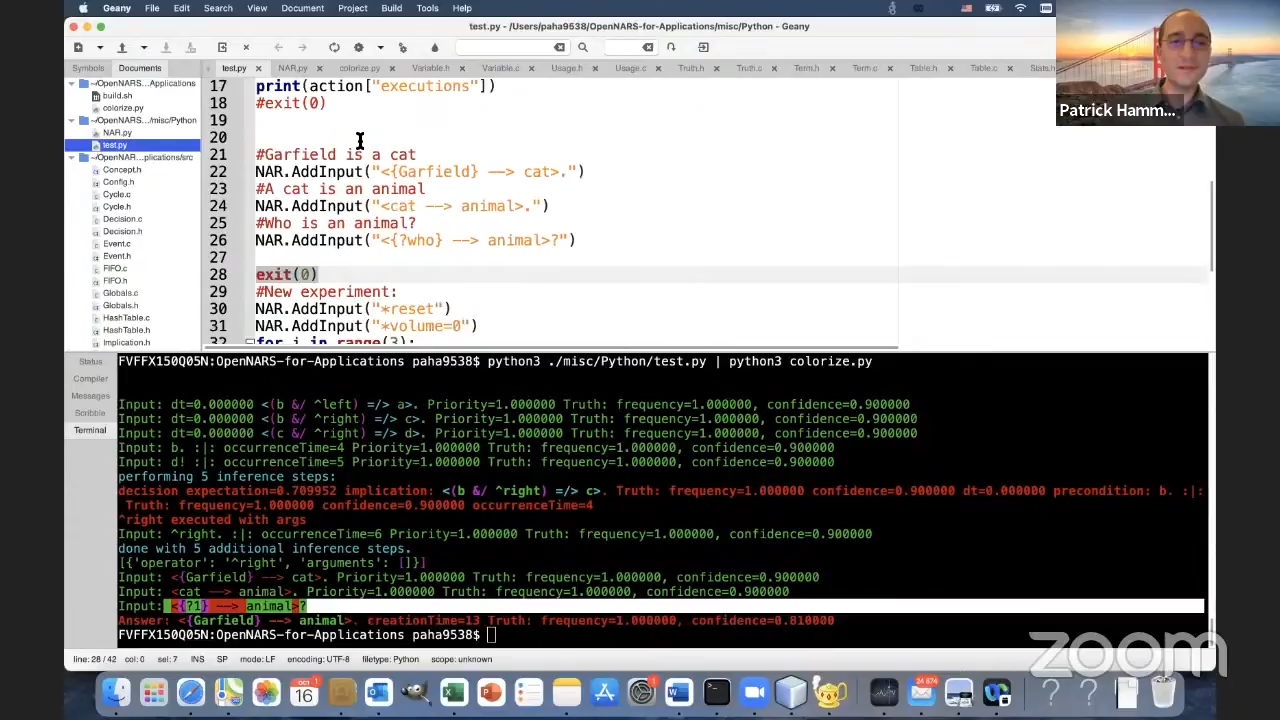 Geany File Edit Search View Document Project Build Tools Help
test.py - /Users/paha9538/OpenNARS-for-Applications/misc/Python - Geany
Symbols Documents
test.py NAR.py colorize.py Variable.h Variable.c Usage.h Usage.c Truth.h Truth.c Term.h Term.c Table.h Table.c Stats.h
~/OpenNARS...Applications
build.sh
colorize.py
~/OpenNAR.../misc/Python
NAR.py
test.py
~/OpenNAR...plications/src
Concept.h
Config.h
Cycle.c
Cycle.h
Decision.c
Decision.h
Event.c
Event.h
FIFO.c
FIFO.h
Globals.c
Globals.h
HashTable.c
HashTable.h
Implication.h
17 print(action["executions"])
18 #exit(0)
19
20
21 #Garfield is a cat
22 NAR.AddInput("<{Garfield} --> cat>.")
23 #A cat is an animal
24 NAR.AddInput("<cat --> animal>.")
25 #Who is an animal?
26 NAR.AddInput("<{?who} --> animal>?")
27
28 exit(0)
29 #New experiment:
30 NAR.AddInput("*reset")
31 NAR.AddInput("*volume=0")
32 for i in range(3):
Patrick Hamm...
Status
Compiler
Messages
Scribble
Terminal
FVFFX150Q05N:OpenNARS-for-Applications paha9538$ python3 ./misc/Python/test.py | python3 colorize.py
Input: dt=0.000000 <(b &/ ^left) =/> a>. Priority=1.000000 Truth: frequency=1.000000, confidence=0.900000
Input: dt=0.000000 <(b &/ ^right) =/> c>. Priority=1.000000 Truth: frequency=1.000000, confidence=0.900000
Input: dt=0.000000 <(c &/ ^right) =/> d>. Priority=1.000000 Truth: frequency=1.000000, confidence=0.900000
Input: b. :|: occurrenceTime=4 Priority=1.000000 Truth: frequency=1.000000, confidence=0.900000
Input: d! :|: occurrenceTime=5 Priority=1.000000 Truth: frequency=1.000000, confidence=0.900000
performing 5 inference steps:
decision expectation=0.709952 implication: <(b &/ ^right) =/> c>. Truth: frequency=1.000000 confidence=0.900000 dt=0.000000 precondition: b. :|:
Truth: frequency=1.000000 confidence=0.900000 occurrenceTime=4
^right executed with args
Input: ^right. :|: occurrenceTime=6 Priority=1.000000 Truth: frequency=1.000000, confidence=0.900000
done with 5 additional inference steps.
[{'operator': '^right', 'arguments': []}]
Input: <{Garfield} --> cat>. Priority=1.000000 Truth: frequency=1.000000, confidence=0.900000
Input: <cat --> animal>. Priority=1.000000 Truth: frequency=1.000000, confidence=0.900000
Input: <{?1} --> animal>?
Answer: <{Garfield} --> animal>. creationTime=13 Truth: frequency=1.000000, confidence=0.810000
FVFFX150Q05N:OpenNARS-for-Applications paha9538$
line: 28 / 42 col: 0 sel: 7 INS SP mode: LF encoding: UTF-8 filetype: Python scope: unknown
zoom
OCT
16
1
24 674